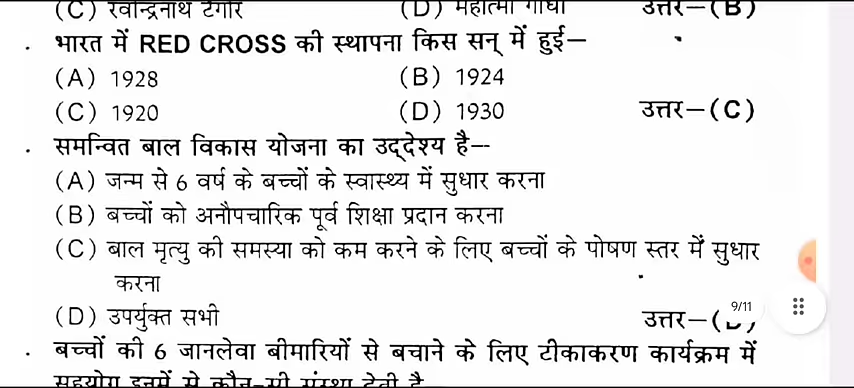 (C) रवीन्द्रनाथ टैगोर (D) महात्मा गांधी उत्तर—(B)
. भारत में RED CROSS की स्थापना किस सन् में हुई—
(A) 1928 (B) 1924
(C) 1920 (D) 1930 उत्तर—(C)
. समन्वित बाल विकास योजना का उद्देश्य है—
(A) जन्म से 6 वर्ष के बच्चों के स्वास्थ्य में सुधार करना
(B) बच्चों को अनौपचारिक पूर्व शिक्षा प्रदान करना
(C) बाल मृत्यु की समस्या को कम करने के लिए बच्चों के पोषण स्तर में सुधार
करना
(D) उपर्युक्त सभी उत्तर—(D)
9/11
. बच्चों की 6 जानलेवा बीमारियों से बचाने के लिए टीकाकरण कार्यक्रम में
सहयोग इनमें से कौन-सी संस्था देती है